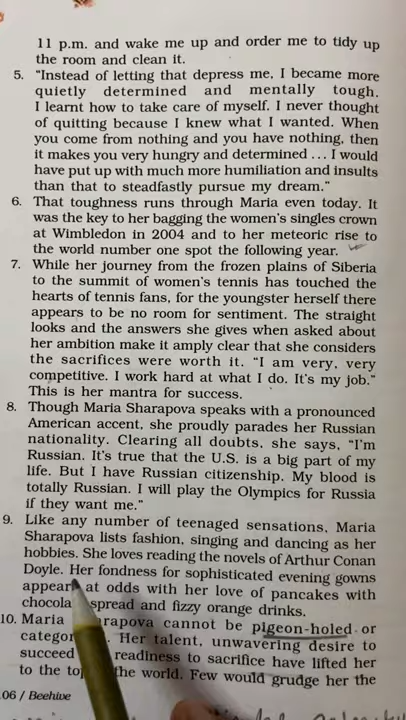 11 p.m. and wake me up and order me to tidy up
the room and clean it.
5. "Instead of letting that depress me, I became more
quietly determined and mentally tough.
I learnt how to take care of myself. I never thought
of quitting because I knew what I wanted. When
you come from nothing and you have nothing, then
it makes you very hungry and determined ... I would
have put up with much more humiliation and insults
than that to steadfastly pursue my dream."
6. That toughness runs through Maria even today. It
was the key to her bagging the women's singles crown
at Wimbledon in 2004 and to her meteoric rise to
the world number one spot the following year.
7. While her journey from the frozen plains of Siberia
to the summit of women's tennis has touched the
hearts of tennis fans, for the youngster herself there
appears to be no room for sentiment. The straight
looks and the answers she gives when asked about
her ambition make it amply clear that she considers
the sacrifices were worth it. "I am very, very
competitive. I work hard at what I do. It's my job."
This is her mantra for success.
8. Though Maria Sharapova speaks with a pronounced
American accent, she proudly parades her Russian
nationality. Clearing all doubts, she says, "I'm
Russian. It's true that the U.S. is a big part of my
life. But I have Russian citizenship. My blood is
totally Russian. I will play the Olympics for Russia
if they want me."
9. Like any number of teenaged sensations, Maria
Sharapova lists fashion, singing and dancing as her
hobbies. She loves reading the novels of Arthur Conan
Doyle. Her fondness for sophisticated evening gowns
appears at odds with her love of pancakes with
spread and fizzy orange drinks.
10. Maria cannot be pigeon-holed or
Her talent, unwavering desire to
succeed readiness to sacrifice have lifted her
to the the world. Few would grudge her the
06 / Beehive